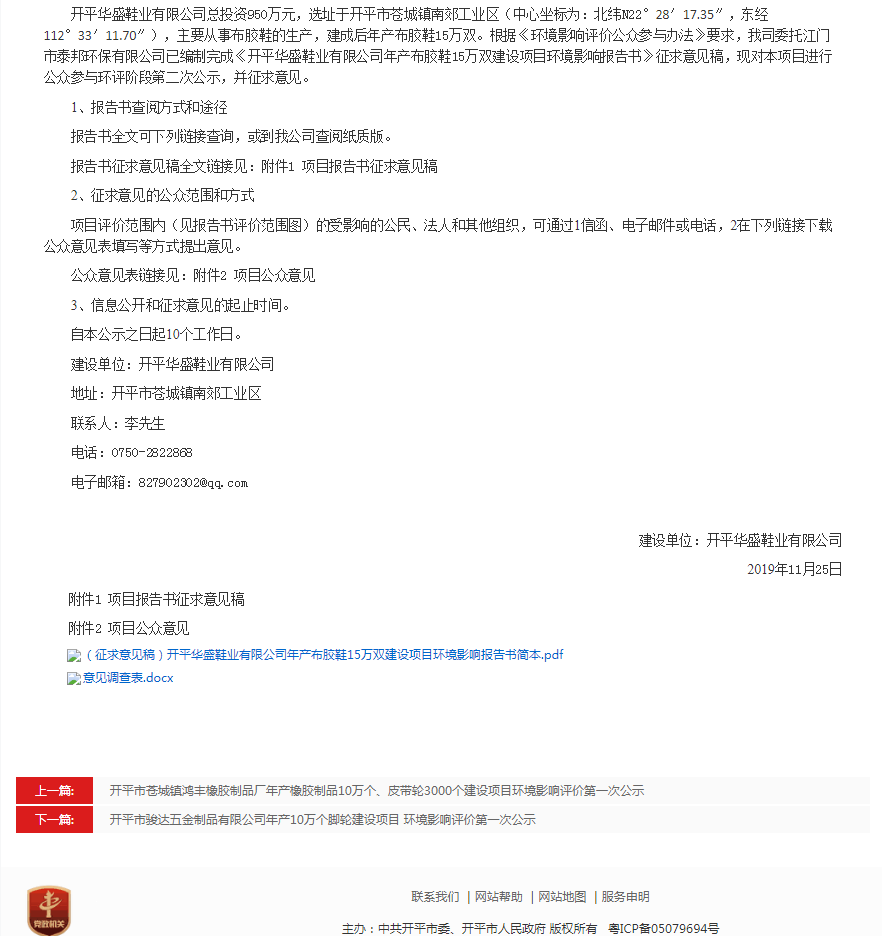 开平华盛鞋业有限公司总投资950万元，选址于开平市苍城镇南郊工业区（中心坐标为：北纬N22°28′17.35″，东经
112°33′11.70″），主要从事布胶鞋的生产，建成后年产布胶鞋15万双。根据《环境影响评价公众参与办法》要求，我司委托江门
市泰邦环保有限公司已编制完成《开平华盛鞋业有限公司年产布胶鞋15万双建设项目环境影响报告书》征求意见稿，现对本项目进行
公众参与环评阶段第二次公示，并征求意见。
1、报告书查阅方式和途径
报告书全文可下列链接查询，或到我公司查阅纸质版。
报告书征求意见稿全文链接见：附件1 项目报告书征求意见稿
2、征求意见的公众范围和方式
项目评价范围内（见报告书评价范围图）的受影响的公民、法人和其他组织，可通过1信函、电子邮件或电话，2在下列链接下载
公众意见表填写等方式提出意见。
公众意见表链接见：附件2 项目公众意见
3、信息公开和征求意见的起止时间。
自本公示之日起10个工作日。
建设单位：开平华盛鞋业有限公司
地址：开平市苍城镇南郊工业区
联系人：李先生
电话：0750-2822868
电子邮箱：827902302@qq.com
建设单位：开平华盛鞋业有限公司
2019年11月25日
附件1 项目报告书征求意见稿
附件2 项目公众意见
（征求意见稿）开平华盛鞋业有限公司年产布胶鞋15万双建设项目环境影响报告书简本.pdf
意见调查表.docx
上一篇: 开平市苍城镇鸿丰橡胶制品厂年产橡胶制品10万个、皮带轮3000个建设项目环境影响评价第一次公示
下一篇: 开平市骏达五金制品有限公司年产10万个脚轮建设项目 环境影响评价第一次公示
联系我们 | 网站帮助 | 网站地图 | 服务申明
党政机关
主办：中共开平市委、开平市人民政府 版权所有 粤ICP备05079694号